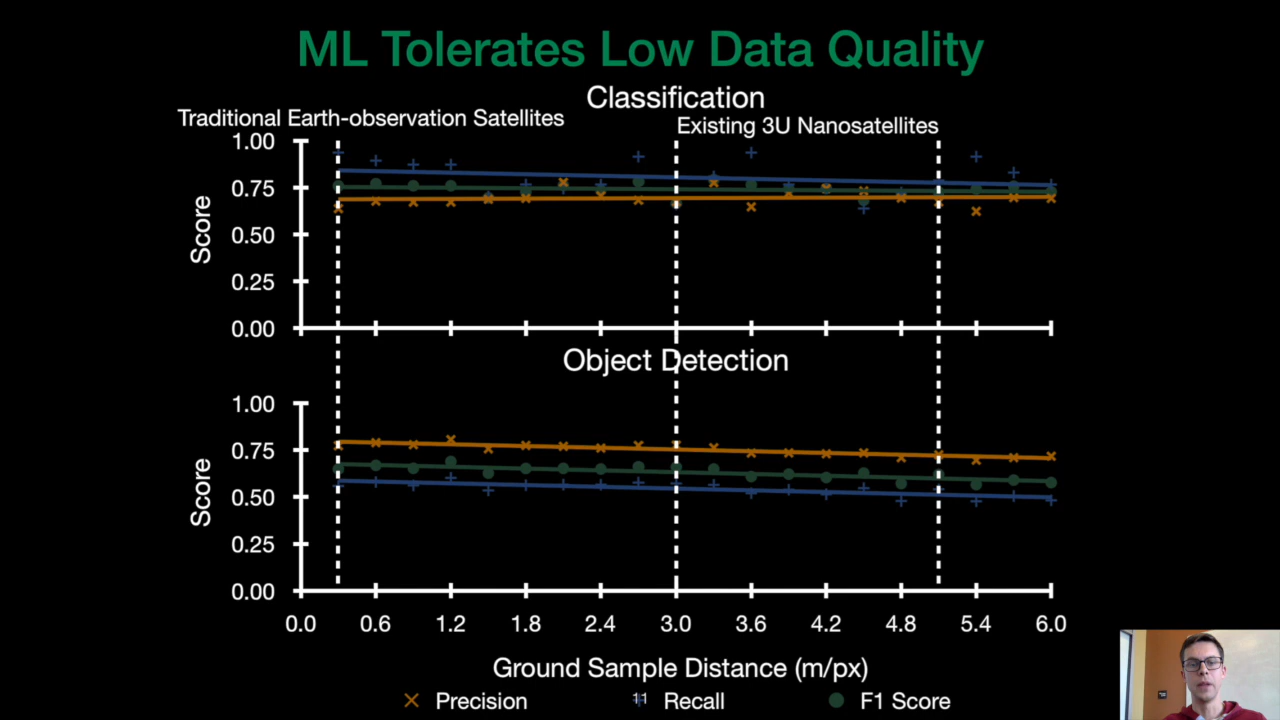 ML Tolerates Low Data Quality
Classification
Traditional Earth-observation Satellites
Existing 3U Nanosatellites
1.00
0.75
0.50
0.25
0.00
Score
Object Detection
1.00
0.75
0.50
0.25
0.00
Score
0.0 0.6 1.2 1.8 2.4 3.0 3.6 4.2 4.8 5.4 6.0
Ground Sample Distance (m/px)
Precision Recall F1 Score
11